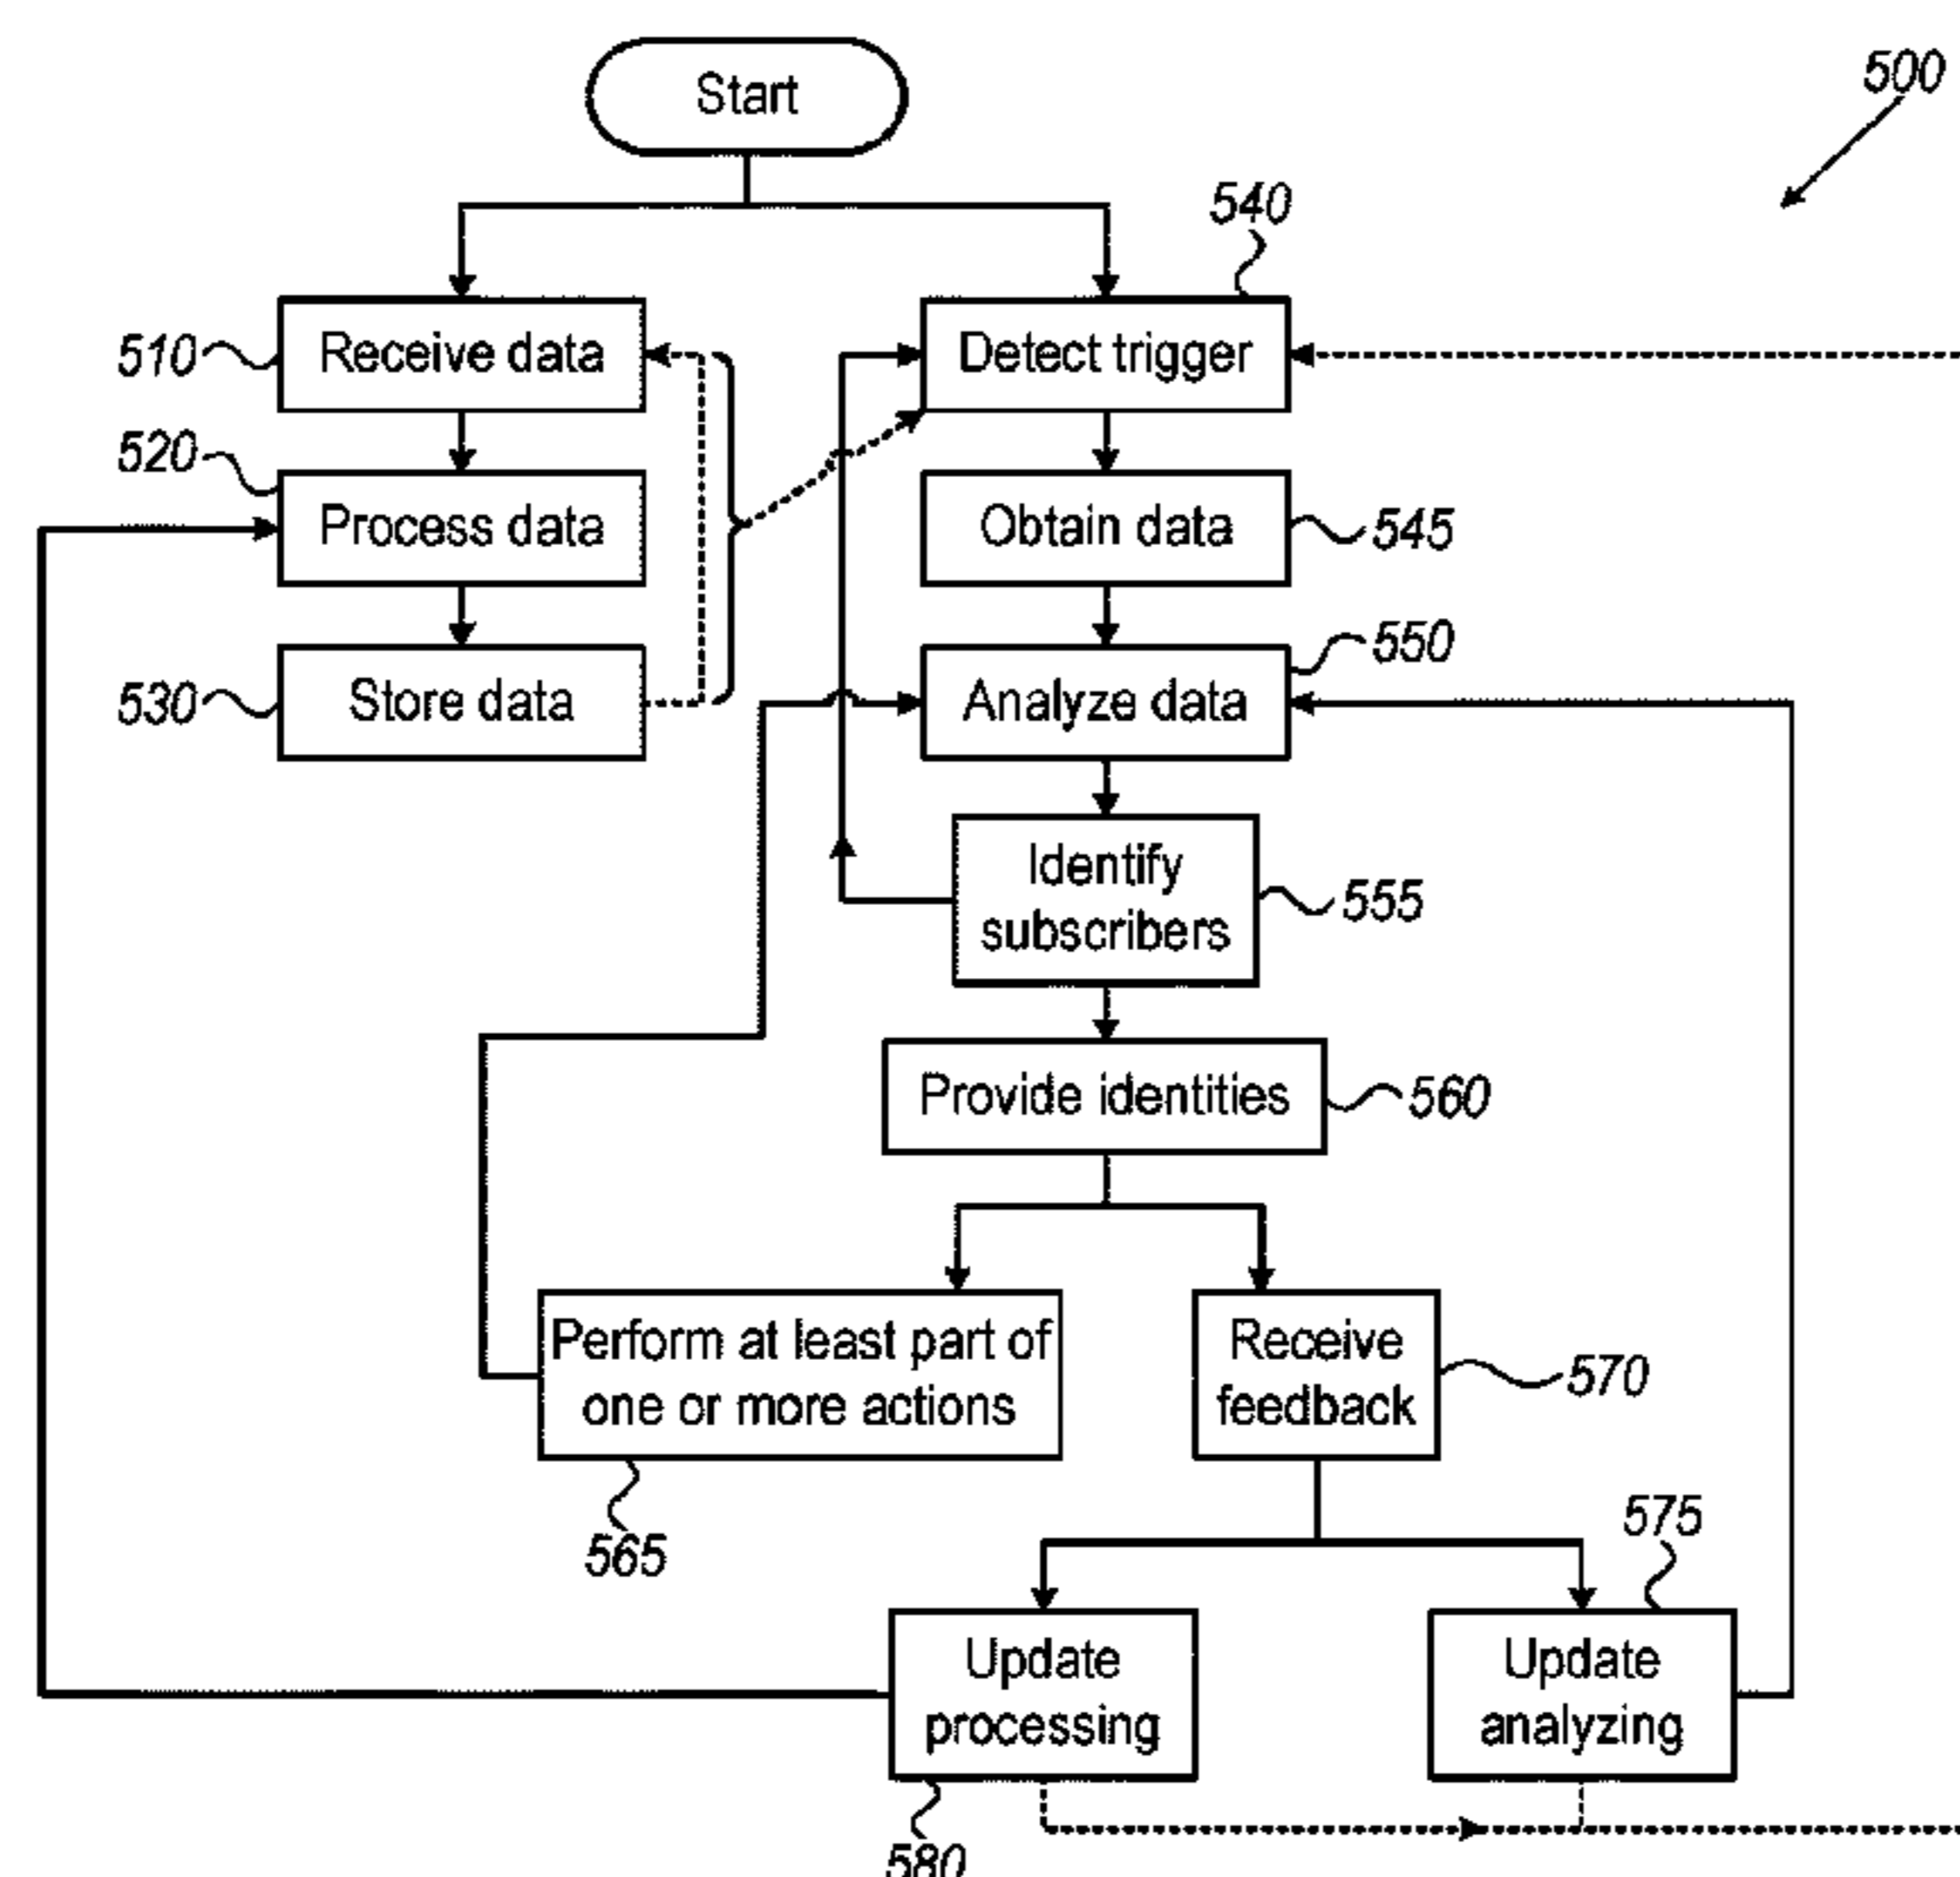 Start
500
540
510
Receive data
Detect trigger
520
Process data
Obtain data
545
530
Store data
Analyze data
550
Identify
subscribers
555
Provide identities
560
Perform at least part of
one or more actions
565
Receive
feedback
570
575
Update
processing
580
Update
analyzing